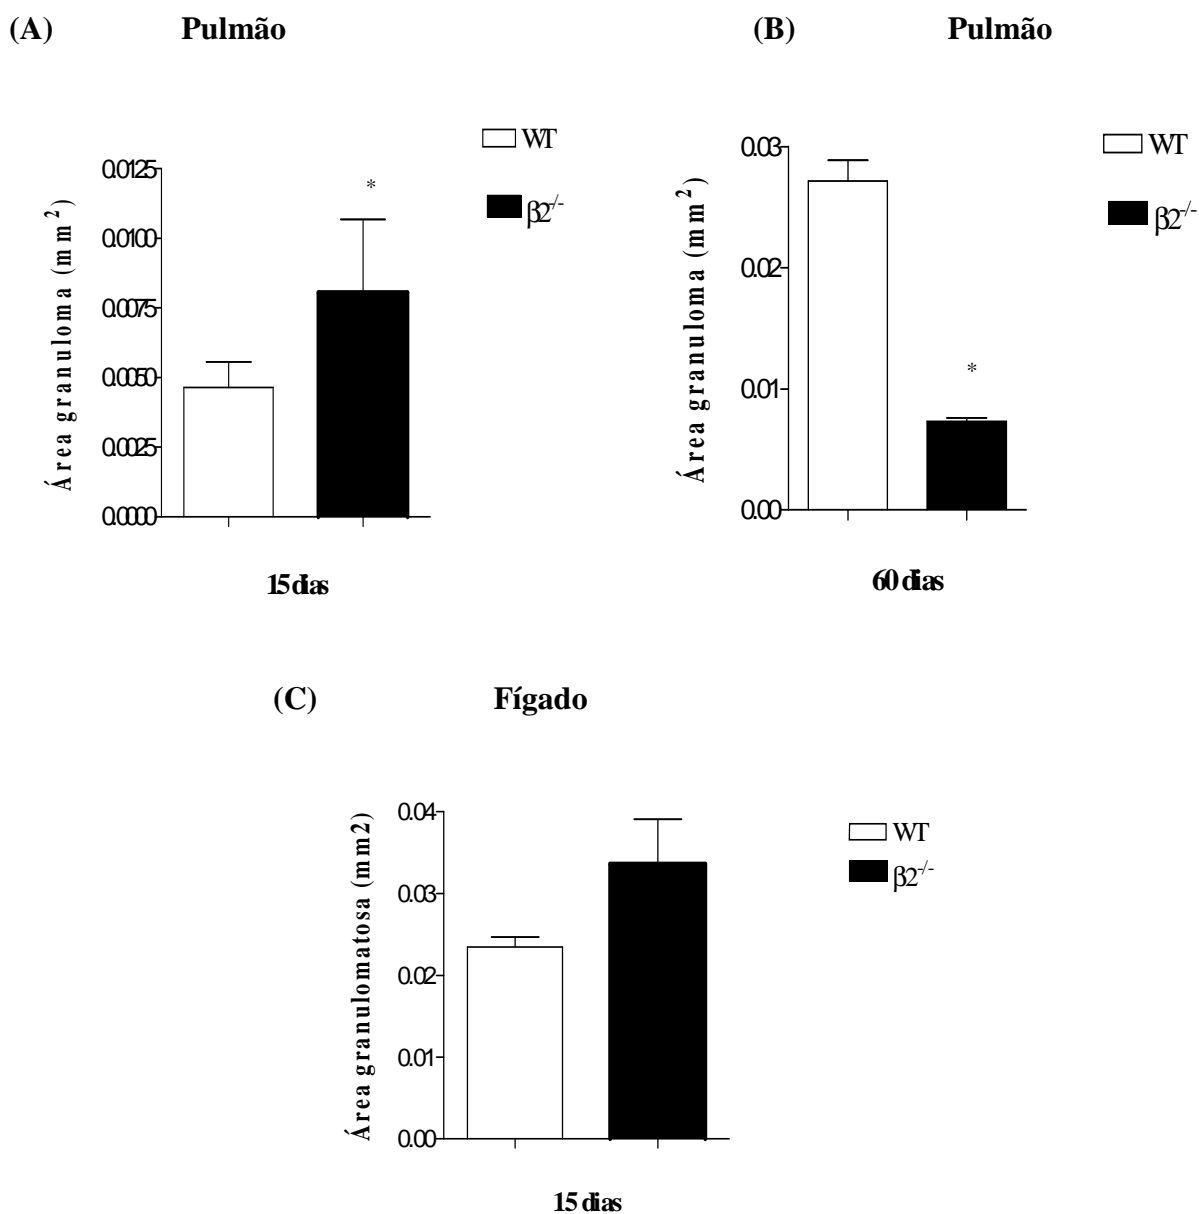 (A) Pulmão
(B) Pulmão
Área granuloma (mm²)
0.0125
0.0100
0.0075
0.0050
0.0025
0.0000
*
WT
β2-/-
15 dias
Área granuloma (mm²)
0.03
0.02
0.01
0.00
*
WT
β2-/-
60 dias
(C) Fígado
Área granulomatosa (mm2)
0.04
0.03
0.02
0.01
0.00
WT
β2-/-
15 dias